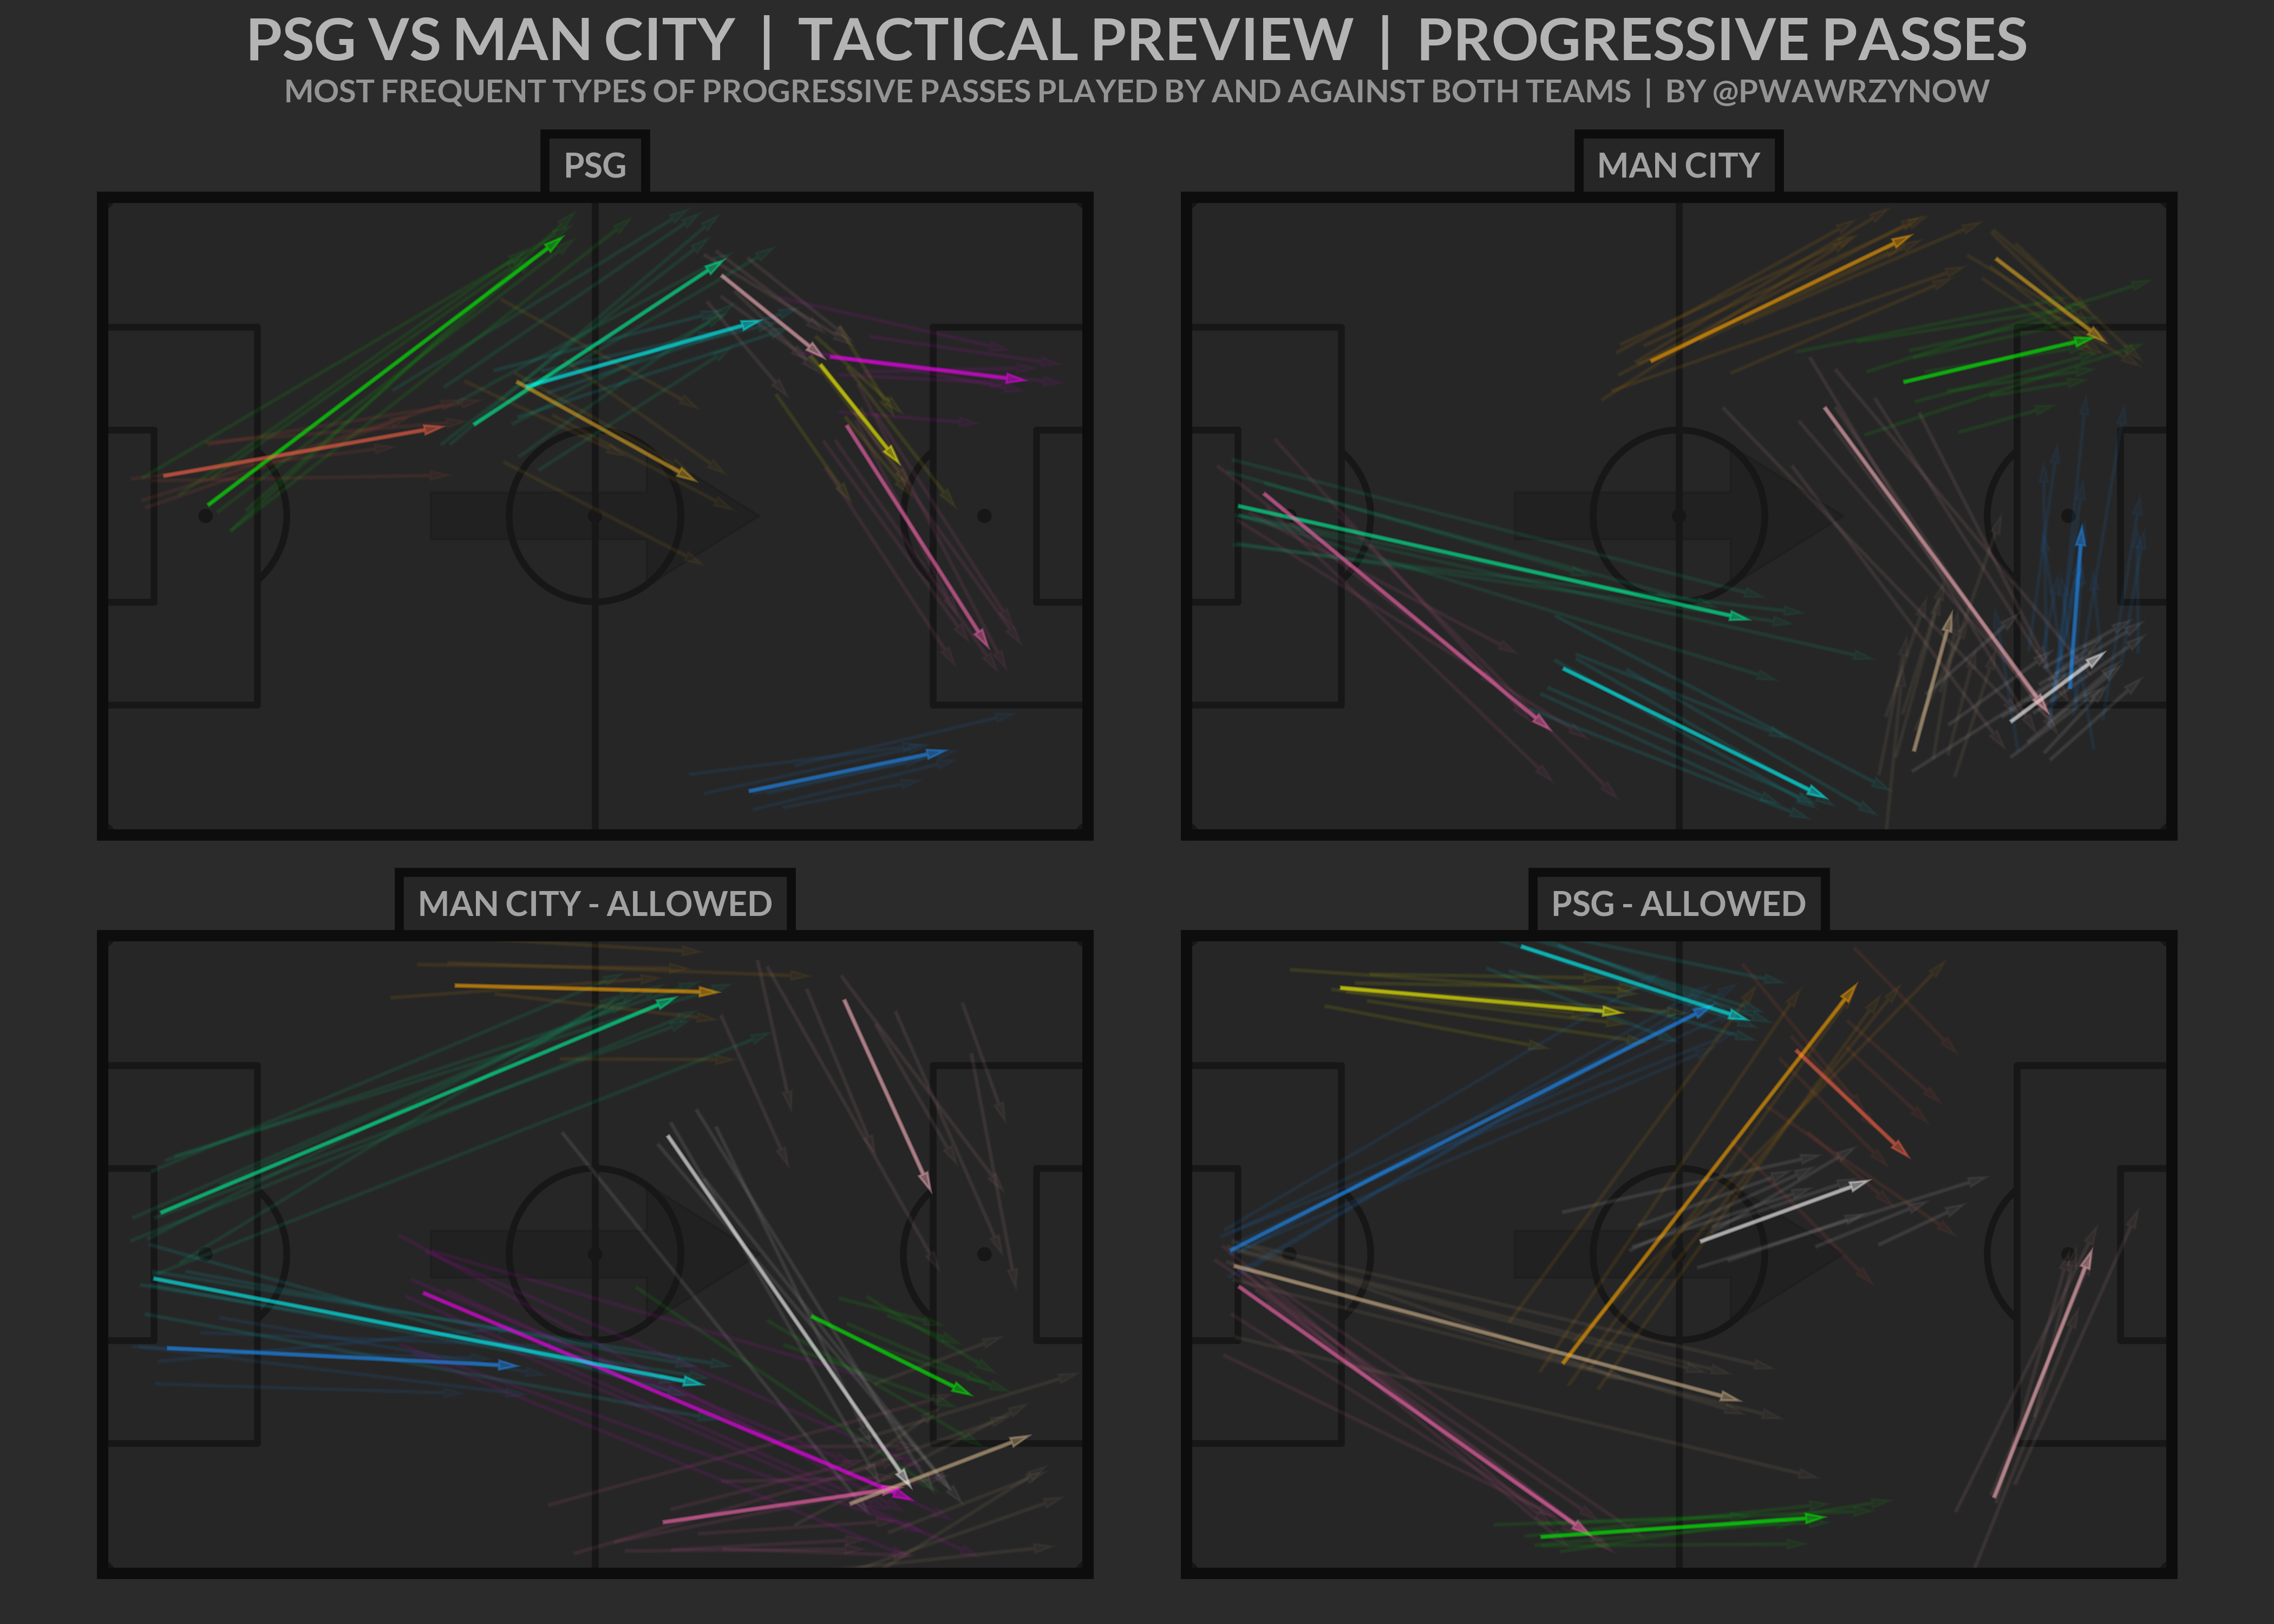 PSG VS MAN CITY | TACTICAL PREVIEW | PROGRESSIVE PASSES
MOST FREQUENT TYPES OF PROGRESSIVE PASSES PLAYED BY AND AGAINST BOTH TEAMS | BY @PWAWRZYNOW
PSG
MAN CITY
MAN CITY - ALLOWED
PSG - ALLOWED